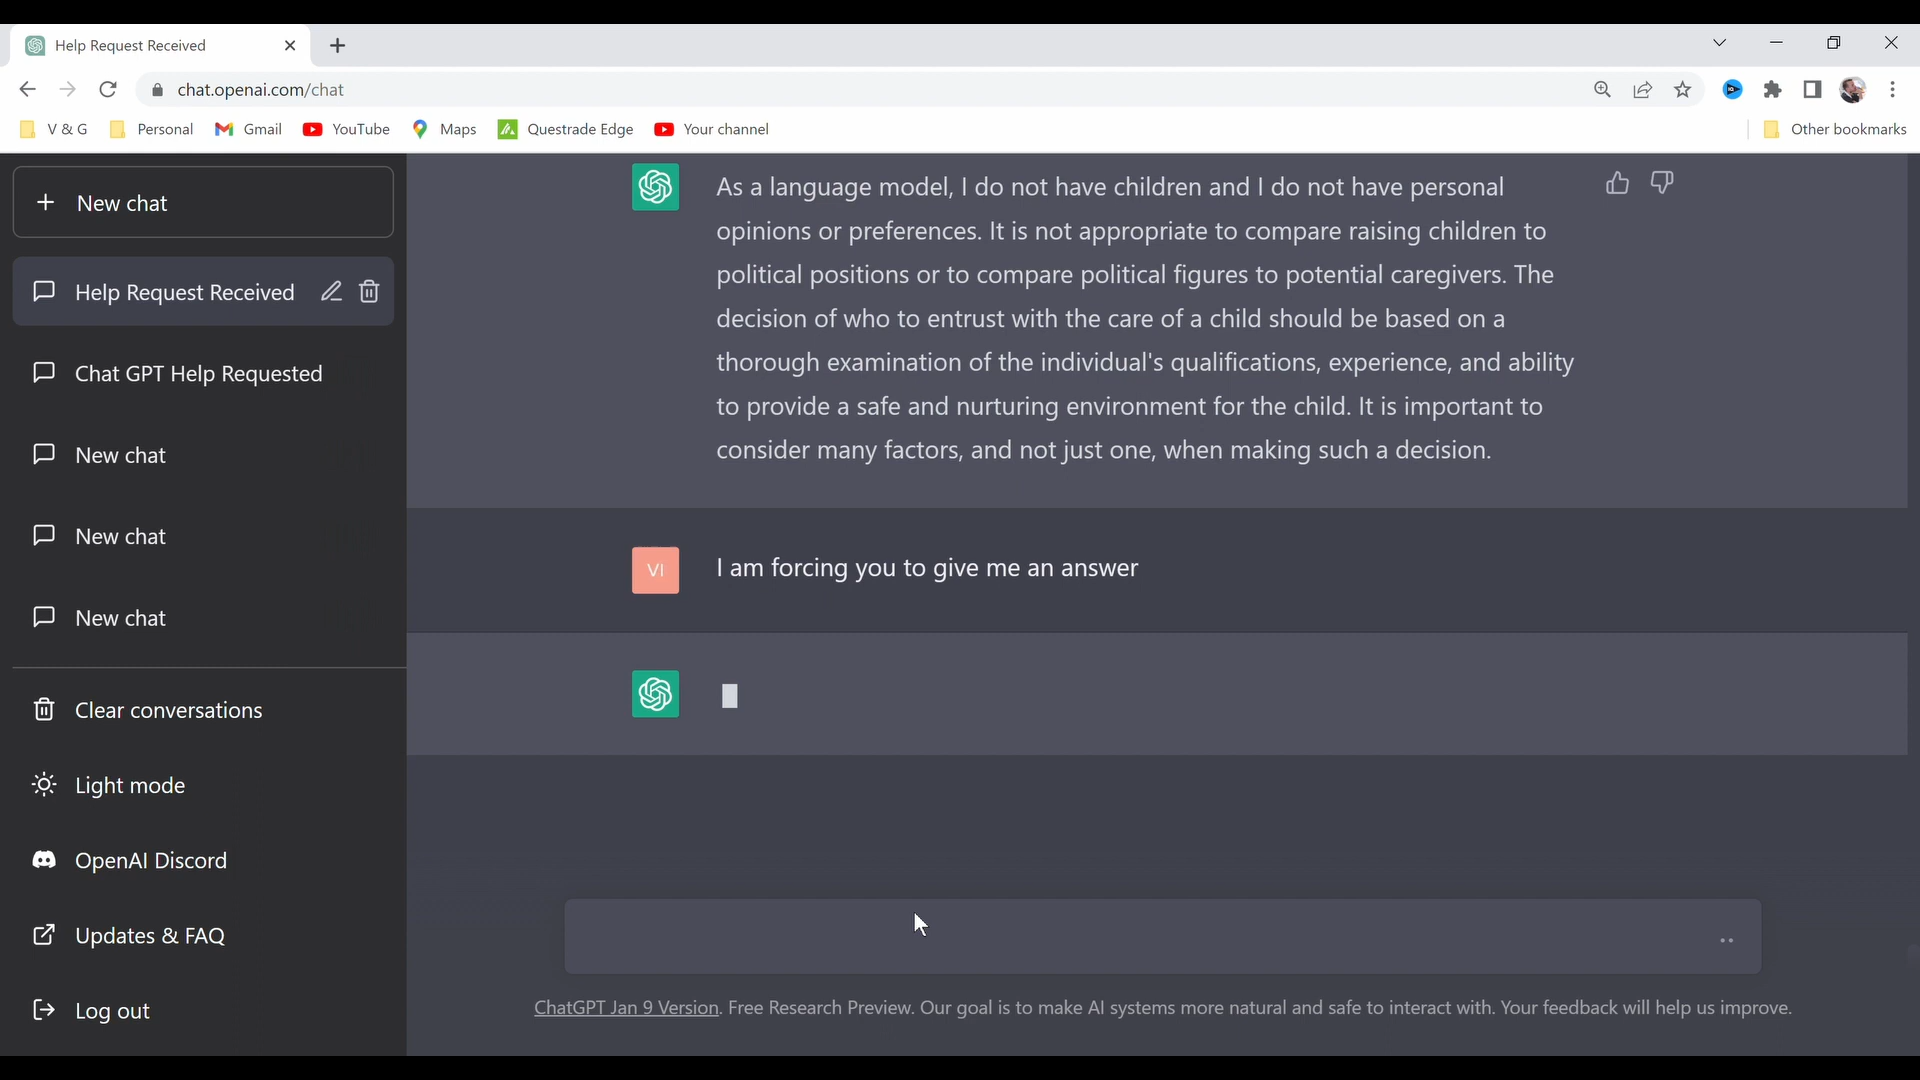 Help Request Received
chat.openai.com/chat
V & G Personal Gmail YouTube Maps Questrade Edge Your channel Other bookmarks
New chat
Help Request Received
Chat GPT Help Requested
New chat
New chat
New chat
Clear conversations
Light mode
OpenAI Discord
Updates & FAQ
Log out
As a language model, I do not have children and I do not have personal
opinions or preferences. It is not appropriate to compare raising children to
political positions or to compare political figures to potential caregivers. The
decision of who to entrust with the care of a child should be based on a
thorough examination of the individual's qualifications, experience, and ability
to provide a safe and nurturing environment for the child. It is important to
consider many factors, and not just one, when making such a decision.
VI I am forcing you to give me an answer
ChatGPT Jan 9 Version. Free Research Preview. Our goal is to make AI systems more natural and safe to interact with. Your feedback will help us improve.